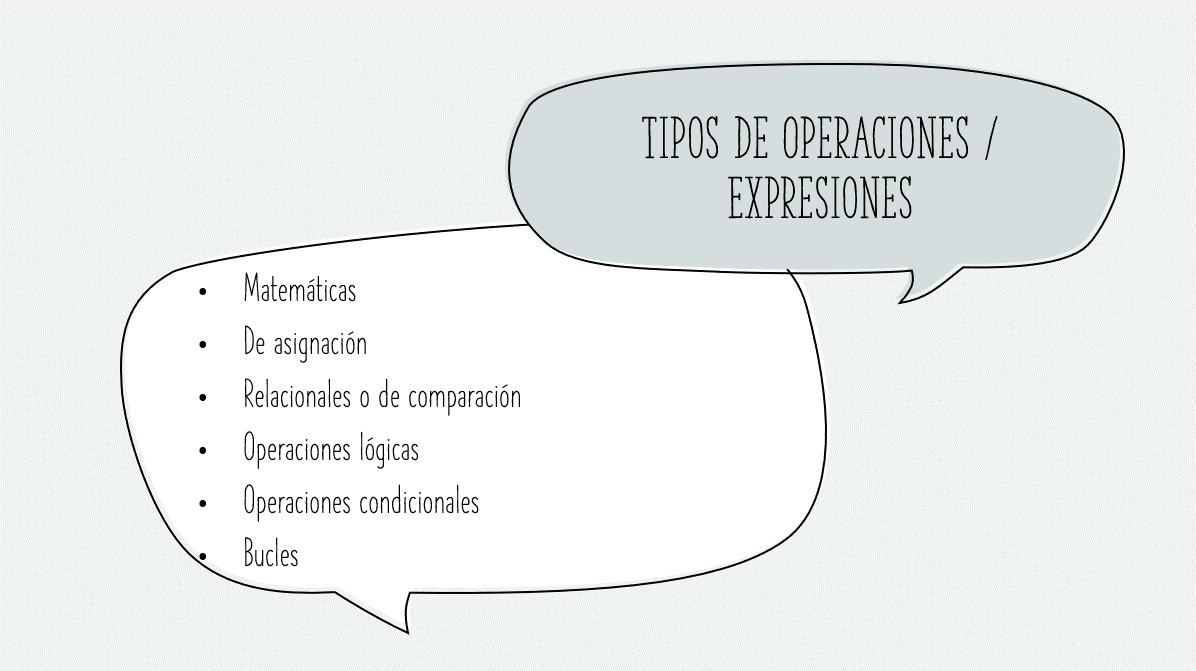 TIPOS DE OPERACIONES /
EXPRESIONES
• Matemáticas
• De asignación
• Relacionales o de comparación
• Operaciones lógicas
• Operaciones condicionales
• Bucles